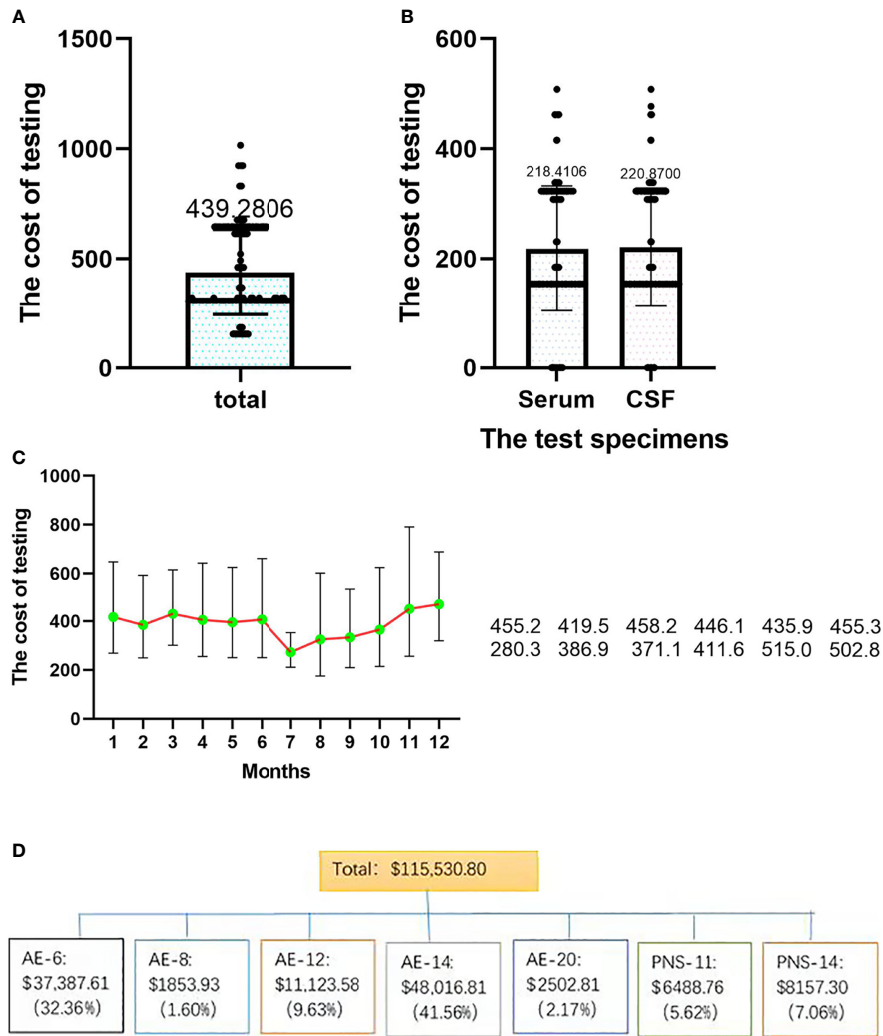 A
1500
1000
500
0
The cost of testing
439.2806
total
B
600
400
200
0
The cost of testing
218.4106
220.8700
Serum CSF
The test specimens
C
1000
800
600
400
200
0
The cost of testing
1 2 3 4 5 6 7 8 9 10 11 12
Months
455.2 419.5 458.2 446.1 435.9 455.3
280.3 386.9 371.1 411.6 515.0 502.8
D
Total: $115,530.80
AE-6:
$37,387.61
(32.36%)
AE-8:
$1853.93
(1.60%)
AE-12:
$11,123.58
(9.63%)
AE-14:
$48,016.81
(41.56%)
AE-20:
$2502.81
(2.17%)
PNS-11:
$6488.76
(5.62%)
PNS-14:
$8157.30
(7.06%)